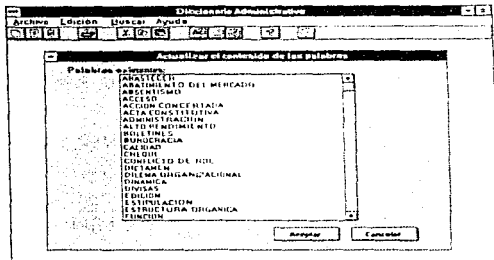 Diccionario Administrativo
Archivo Edición Buscar Ayuda
Actualizar el contenido de las palabras
Palabras existentes:
ABASTECER
ABATIMIENTO DEL MERCADO
ABSENTISMO
ACCESO
ACCION CONCERTADA
ACTA CONSTITUTIVA
ADMINISTRACION
ALTO RENDIMIENTO
BOLETINES
BUROCRACIA
CALIDAD
CHEQUE
CONFLICTO DE ROL
DICTAMEN
DILEMA ORGANIZACIONAL
DINAMICA
DIVISAS
EDICION
ESTIPULACION
ESTRUCTURA ORGANICA
FUNCION
Aceptar Cancelar